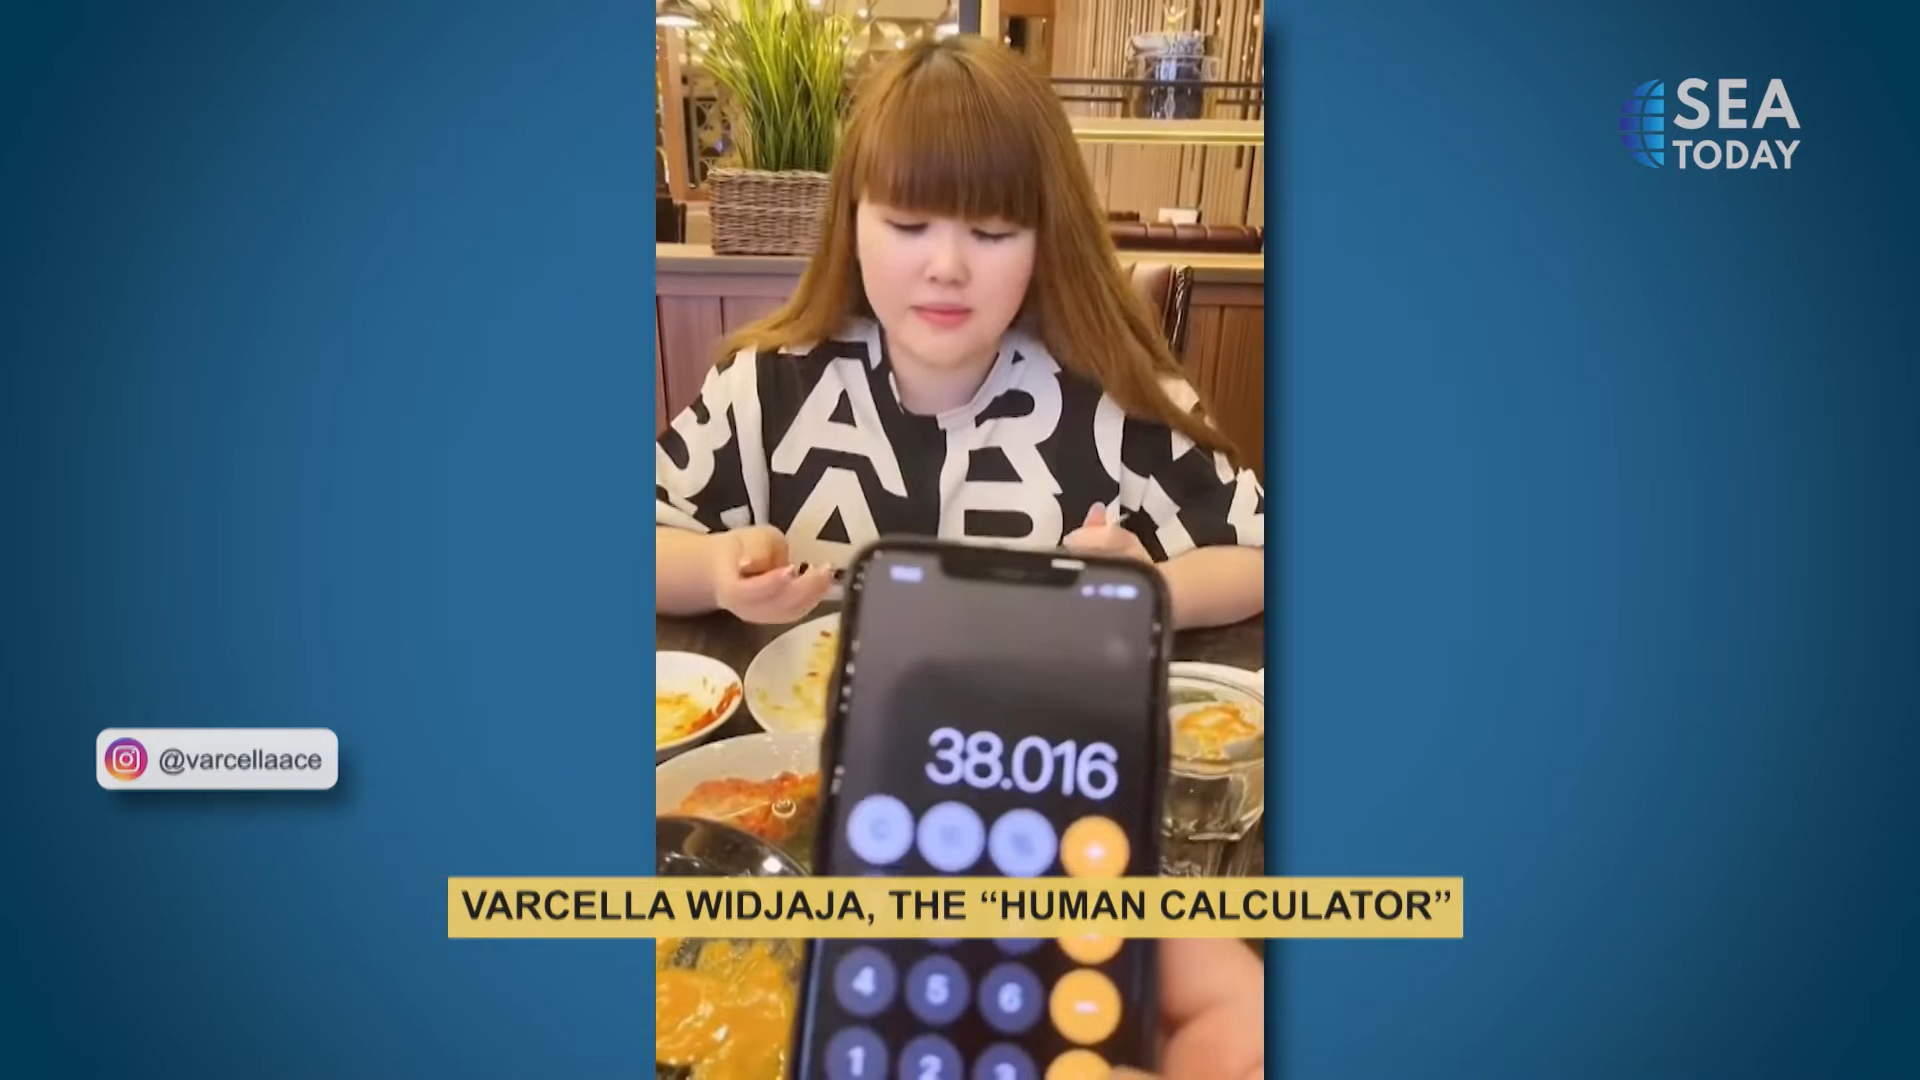 SEA
TODAY
@varcellaace
38.016
VARCELLA WIDJAJA, THE “HUMAN CALCULATOR”
4 5 6
1 2 3